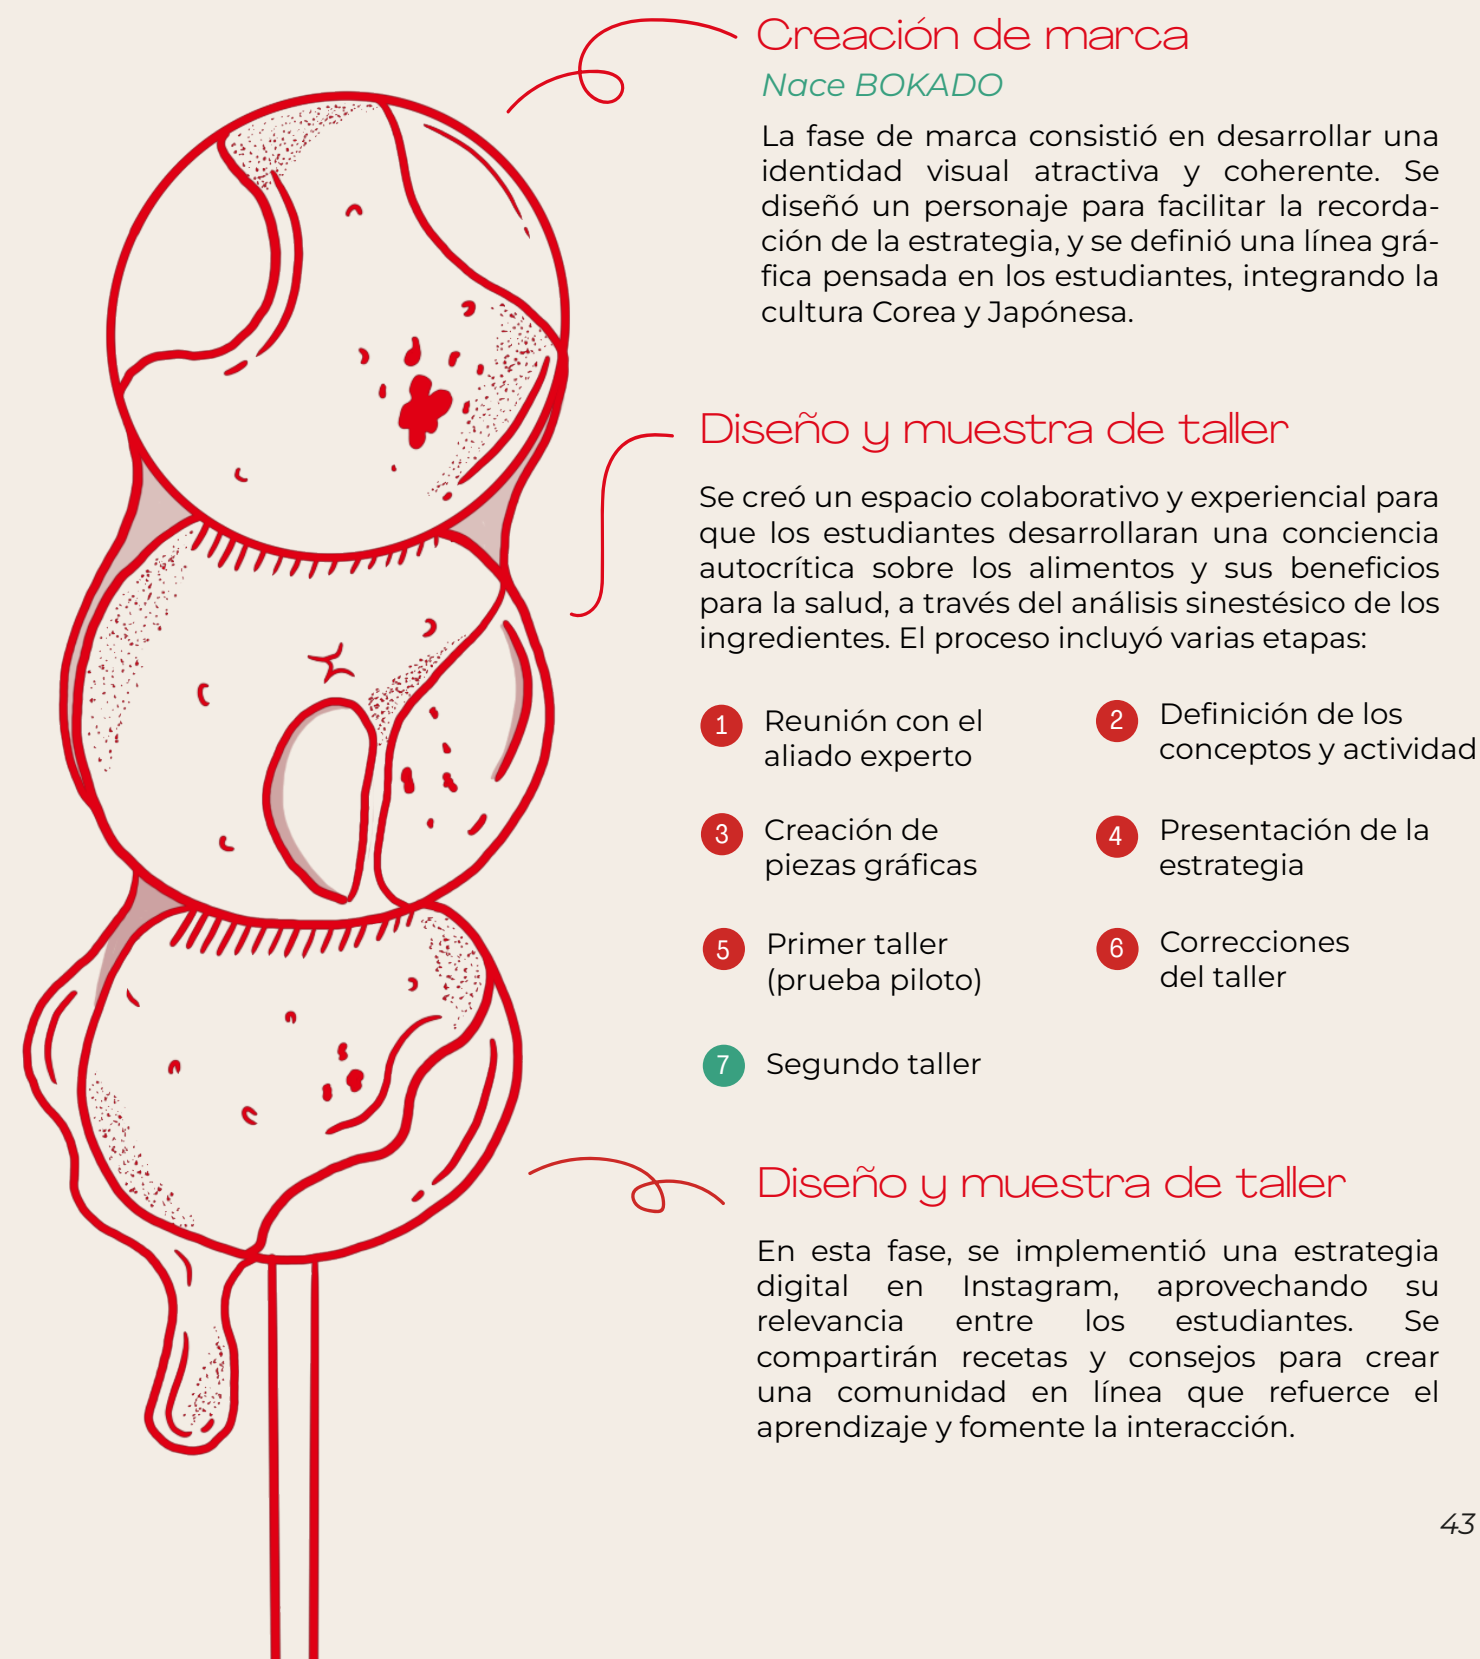 Creación de marca
Nace BOKADO
La fase de marca consistió en desarrollar una
identidad visual atractiva y coherente. Se
diseñó un personaje para facilitar la recorda-
ción de la estrategia, y se definió una línea grá-
fica pensada en los estudiantes, integrando la
cultura Corea y Japónesa.
Diseño y muestra de taller
Se creó un espacio colaborativo y experiencial para
que los estudiantes desarrollaran una conciencia
autocrítica sobre los alimentos y sus beneficios
para la salud, a través del análisis sinestésico de los
ingredientes. El proceso incluyó varias etapas:
1 Reunión con el
aliado experto
2 Definición de los
conceptos y actividad
3 Creación de
piezas gráficas
4 Presentación de la
estrategia
5 Primer taller
(prueba piloto)
6 Correcciones
del taller
7 Segundo taller
Diseño y muestra de taller
En esta fase, se implementió una estrategia
digital en Instagram, aprovechando su
relevancia entre los estudiantes. Se
compartirán recetas y consejos para crear
una comunidad en línea que refuerce el
aprendizaje y fomente la interacción.
43